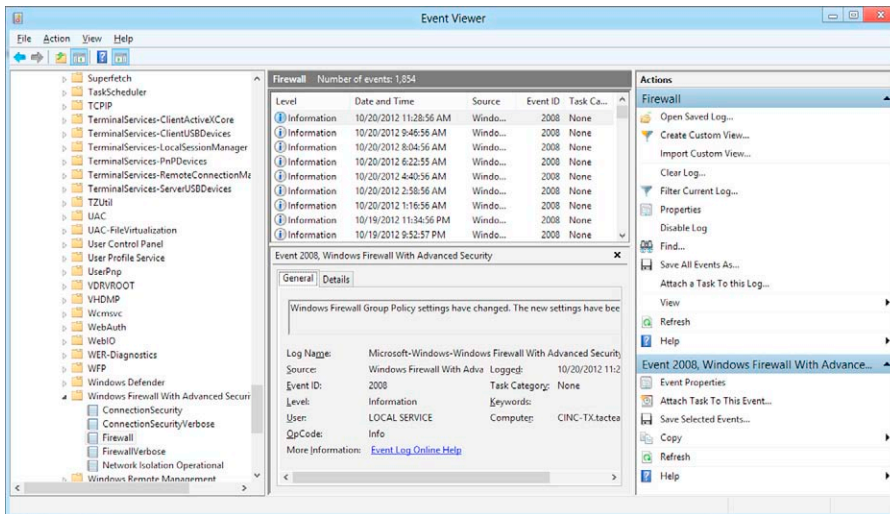 Event Viewer
File Action View Help
Superfetch
TaskScheduler
TCPIP
TerminalServices-ClientActiveXCore
TerminalServices-ClientUSBDevices
TerminalServices-LocalSessionManager
TerminalServices-PnPDevices
TerminalServices-RemoteConnectionMa
TerminalServices-ServerUSBDevices
TZUtil
UAC
UAC-FileVirtualization
User Control Panel
User Profile Service
UserPnp
VDRVROOT
VHDMP
Wcmsvc
WebAuth
WebIO
WER-Diagnostics
WFP
Windows Defender
Windows Firewall With Advanced Securi
ConnectionSecurity
ConnectionSecurityVerbose
Firewall
FirewallVerbose
Network Isolation Operational
Windows Remote Management
Firewall Number of events: 1,854
Level Date and Time Source Event ID Task Ca...
Information 10/20/2012 11:28:56 AM Windo... 2008 None
Information 10/20/2012 9:46:56 AM Windo... 2008 None
Information 10/20/2012 8:04:56 AM Windo... 2008 None
Information 10/20/2012 6:22:55 AM Windo... 2008 None
Information 10/20/2012 4:40:56 AM Windo... 2008 None
Information 10/20/2012 2:58:56 AM Windo... 2008 None
Information 10/20/2012 1:16:56 AM Windo... 2008 None
Information 10/19/2012 11:34:56 PM Windo... 2008 None
Information 10/19/2012 9:52:57 PM Windo... 2008 None
Event 2008, Windows Firewall With Advanced Security
General Details
Windows Firewall Group Policy settings have changed. The new settings have bee
Log Name: Microsoft-Windows-Windows Firewall With Advanced Security
Source: Windows Firewall With Adva Logged: 10/20/2012 11:2
Event ID: 2008 Task Category: None
Level: Information Keywords:
User: LOCAL SERVICE Computer: CINC-TX.tactea
OpCode: Info
More Information: Event Log Online Help
Actions
Firewall
Open Saved Log...
Create Custom View...
Import Custom View...
Clear Log...
Filter Current Log...
Properties
Disable Log
Find...
Save All Events As...
Attach a Task To this Log...
View
Refresh
Help
Event 2008, Windows Firewall With Advance...
Event Properties
Attach Task To This Event...
Save Selected Events...
Copy
Refresh
Help